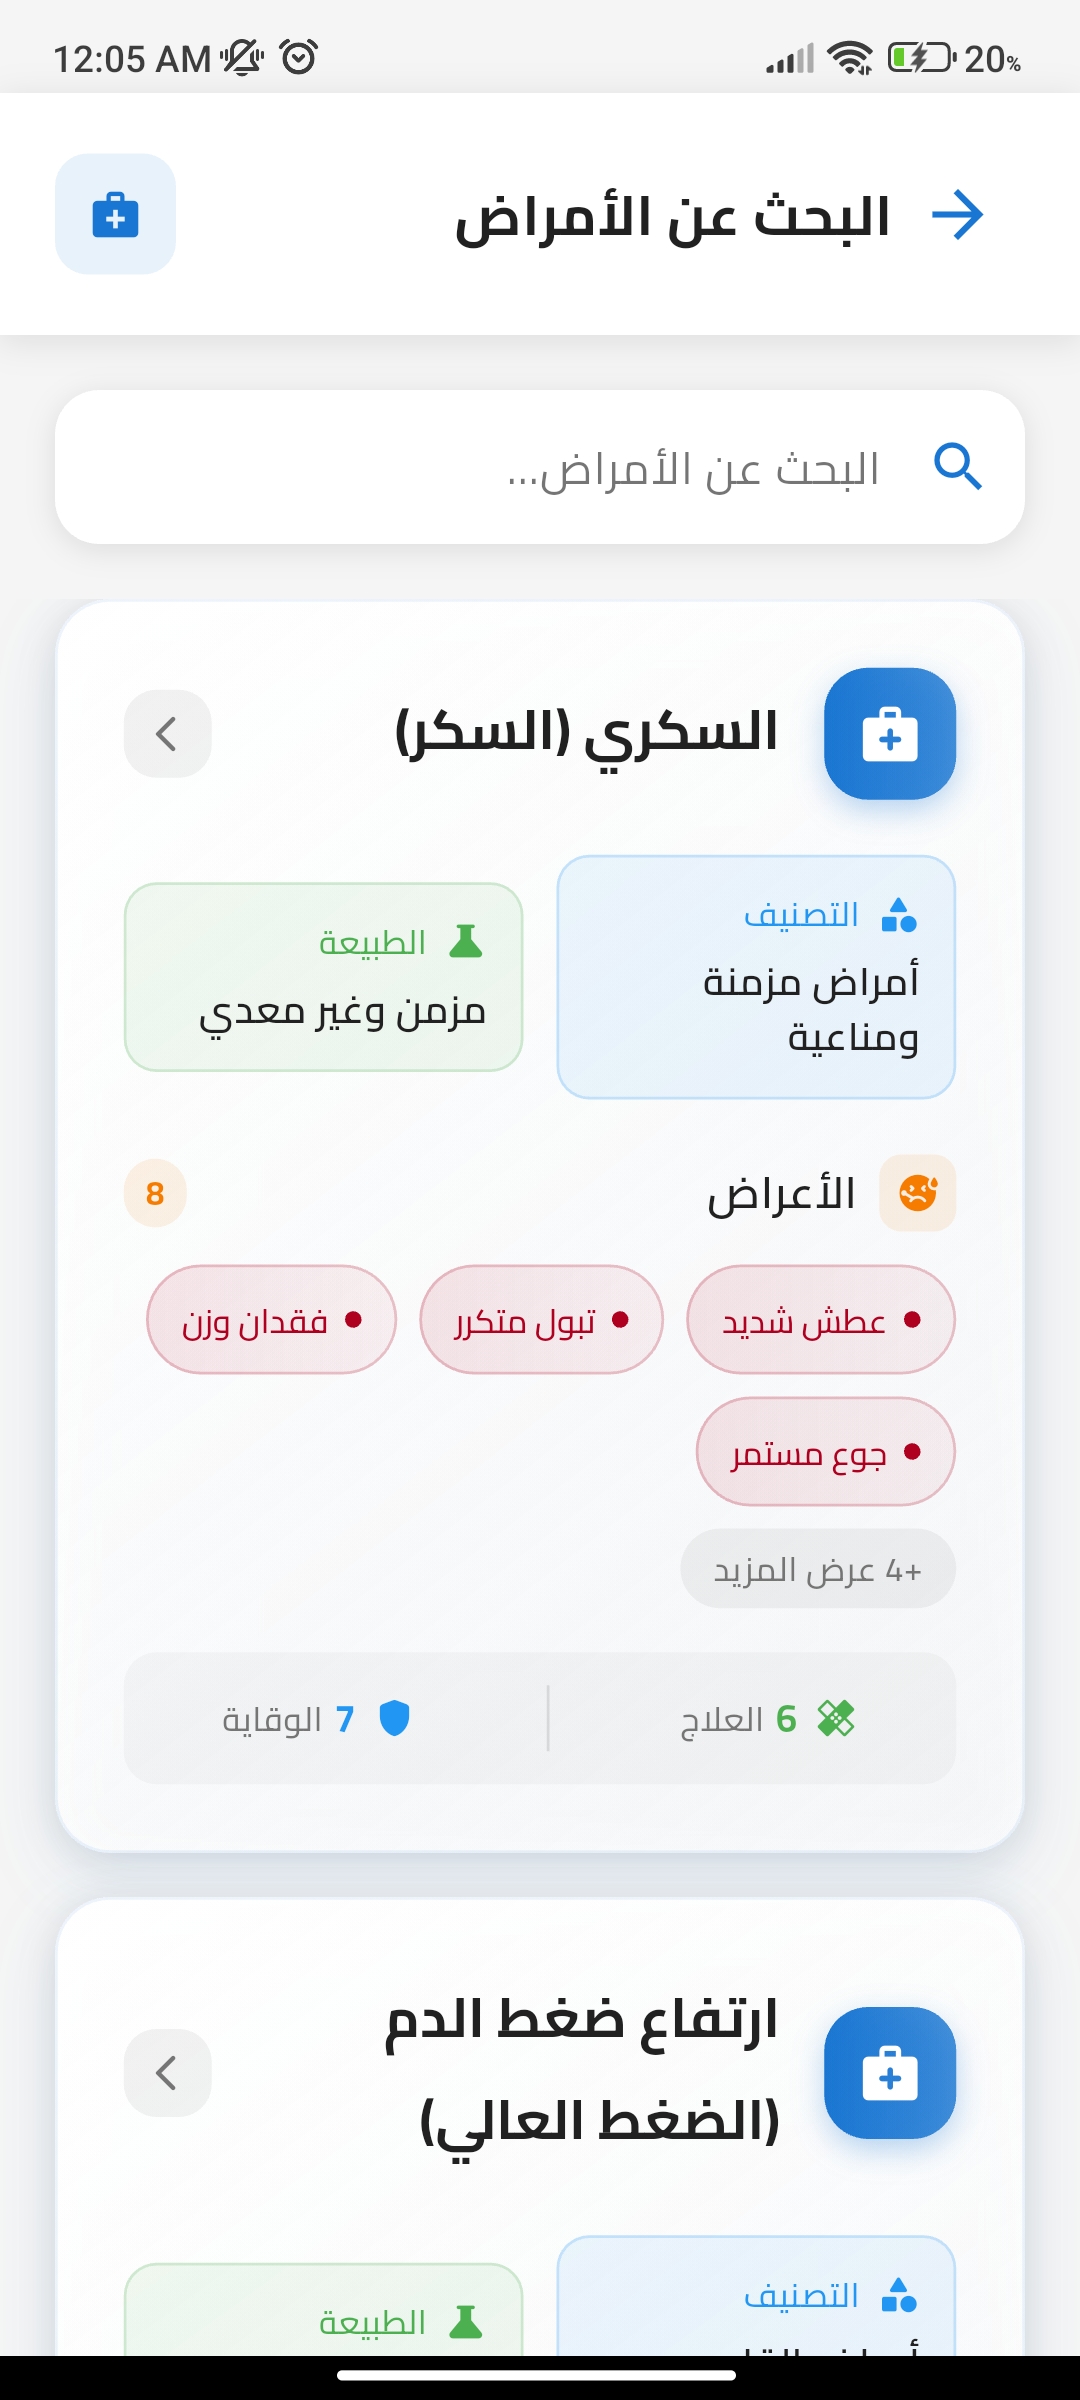 12:05 AM 20%
البحث عن الأمراض
البحث عن الأمراض...
السكري (السكر)
التصنيف
أمراض مزمنة
ومناعية
الطبيعة
مزمن وغير معدي
الأعراض
8
عطش شديد
تبول متكرر
فقدان وزن
جوع مستمر
+4 عرض المزيد
6 العلاج
7 الوقاية
ارتفاع ضغط الدم
(الضغط العالي)
التصنيف
الطبيعة